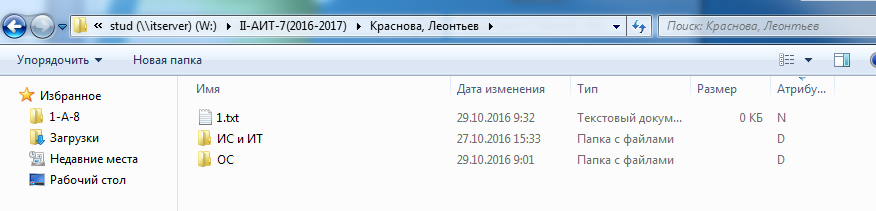 « stud (\\itserver) (W:) ▸ II-АИТ-7(2016-2017) ▸ Краснова, Леонтьев
Поиск: Краснова, Леонтьев
Упорядочить Новая папка
Избранное
1-А-8
Загрузки
Недавние места
Рабочий стол
Имя Дата изменения Тип Размер Атрибу...
1.txt 29.10.2016 9:32 Текстовый докум... 0 КБ N
ИС и ИТ 27.10.2016 15:33 Папка с файлами D
ОС 29.10.2016 9:01 Папка с файлами D